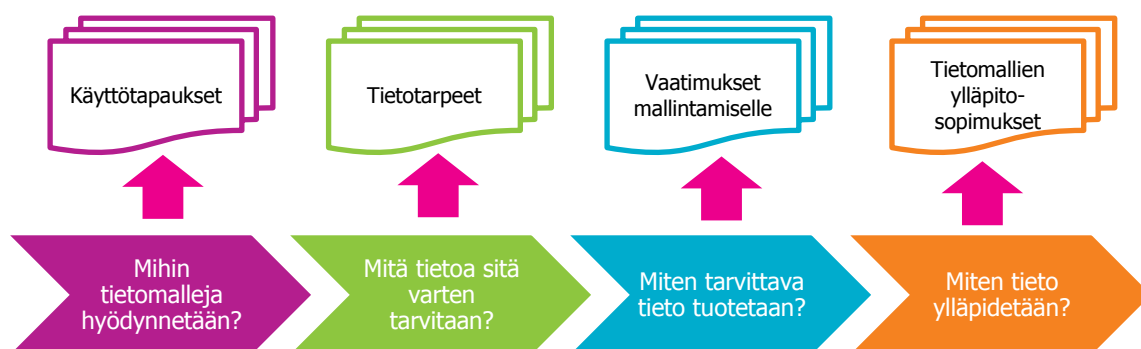 Käyttötapaukset
Tietotarpeet
Vaatimukset
mallintamiselle
Tietomallien
ylläpito-
sopimukset
Mihin
tietomalleja
hyödynnetään?
Mitä tietoa sitä
varten
tarvitaan?
Miten tarvittava
tieto tuotetaan?
Miten tieto
ylläpidetään?